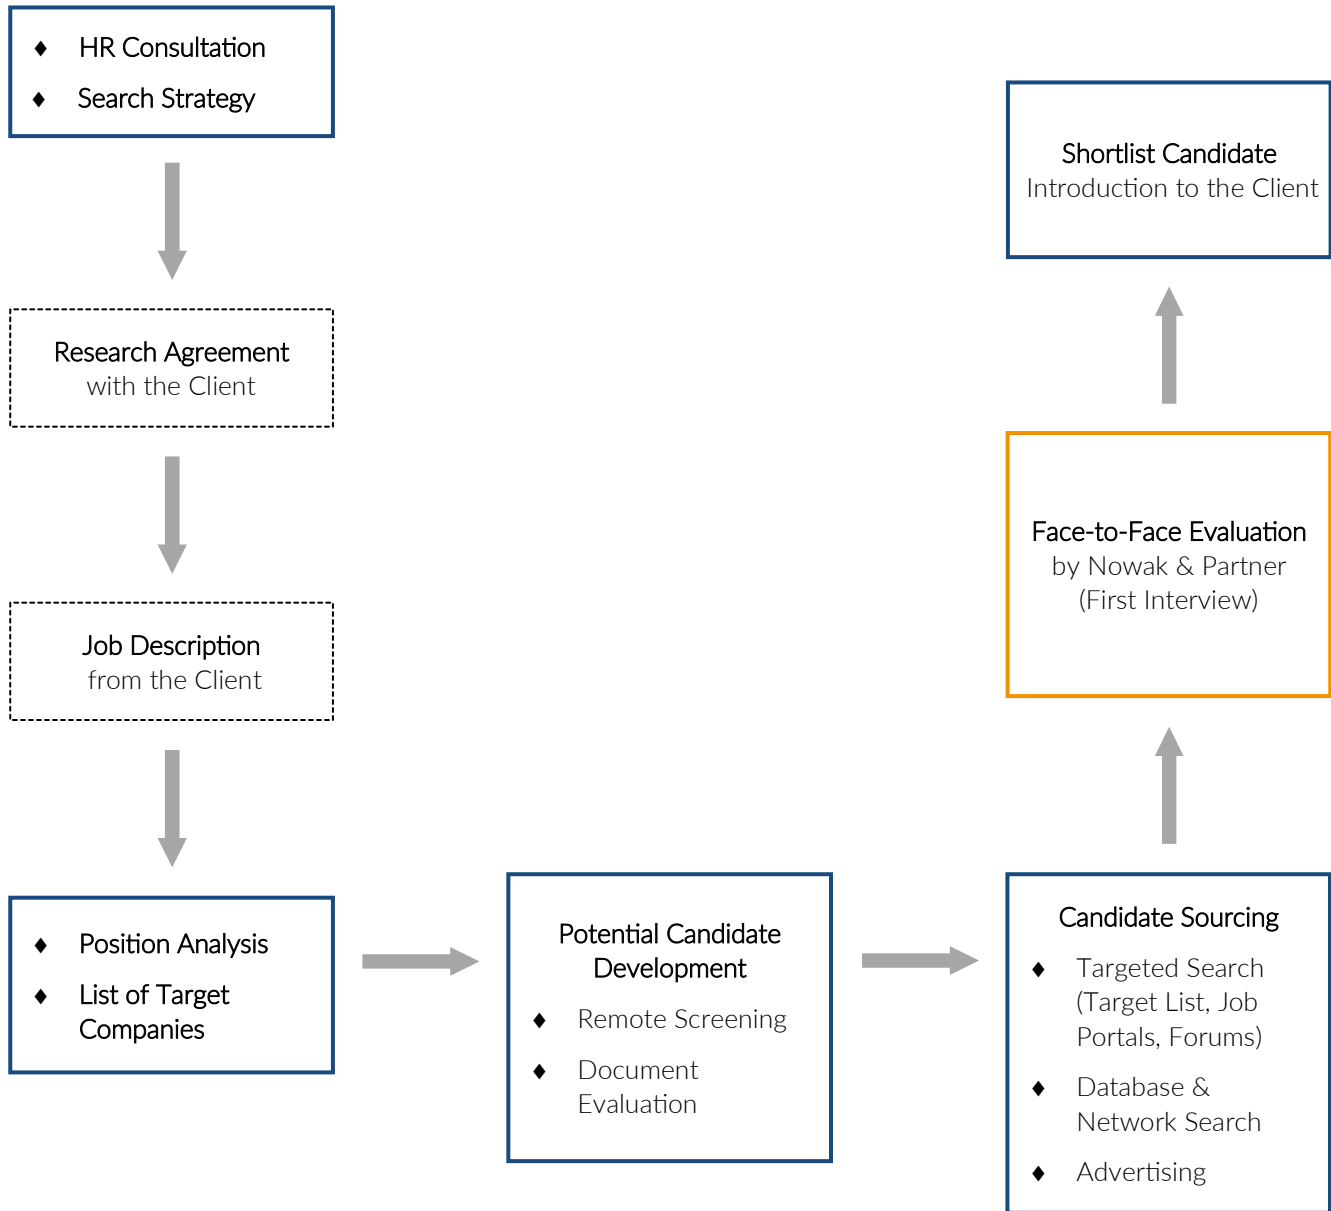 HR Consultation
Search Strategy
Research Agreement
with the Client
Job Description
from the Client
Position Analysis
List of Target
Companies
Potential Candidate
Development
Remote Screening
Document
Evaluation
Candidate Sourcing
Targeted Search
(Target List, Job
Portals, Forums)
Database &
Network Search
Advertising
Face-to-Face Evaluation
by Nowak & Partner
(First Interview)
Shortlist Candidate
Introduction to the Client